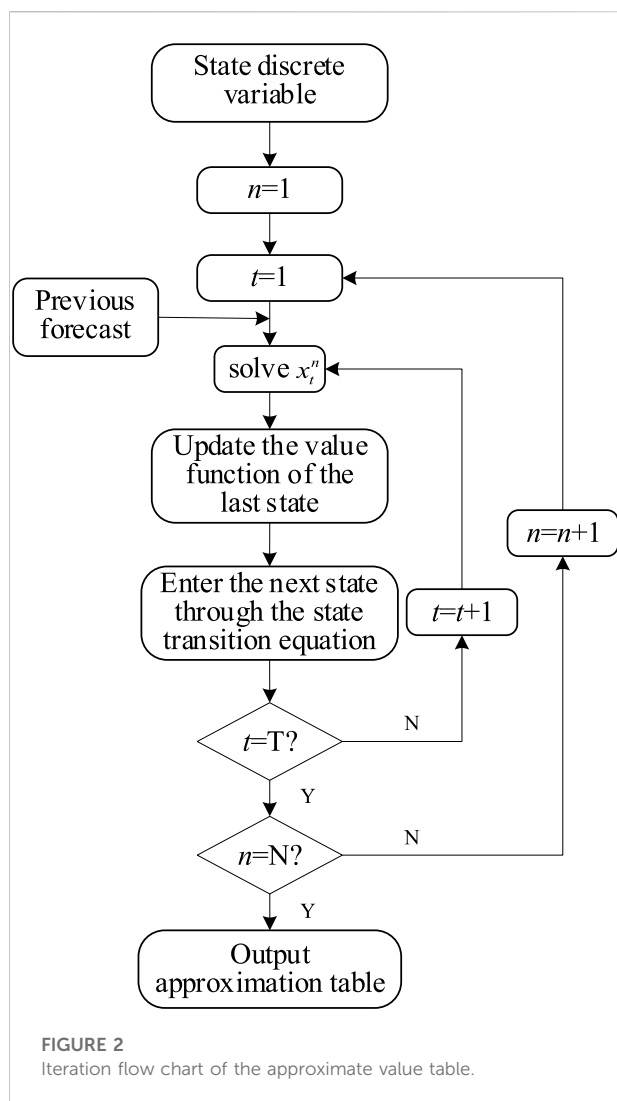 State discrete
variable
n=1
t=1
Previous
forecast
solve xₜⁿ
Update the value
function of the
last state
n=n+1
Enter the next state
through the state
transition equation
t=t+1
t=T?
N
Y
n=N?
N
Y
Output
approximation table
FIGURE 2
Iteration flow chart of the approximate value table.